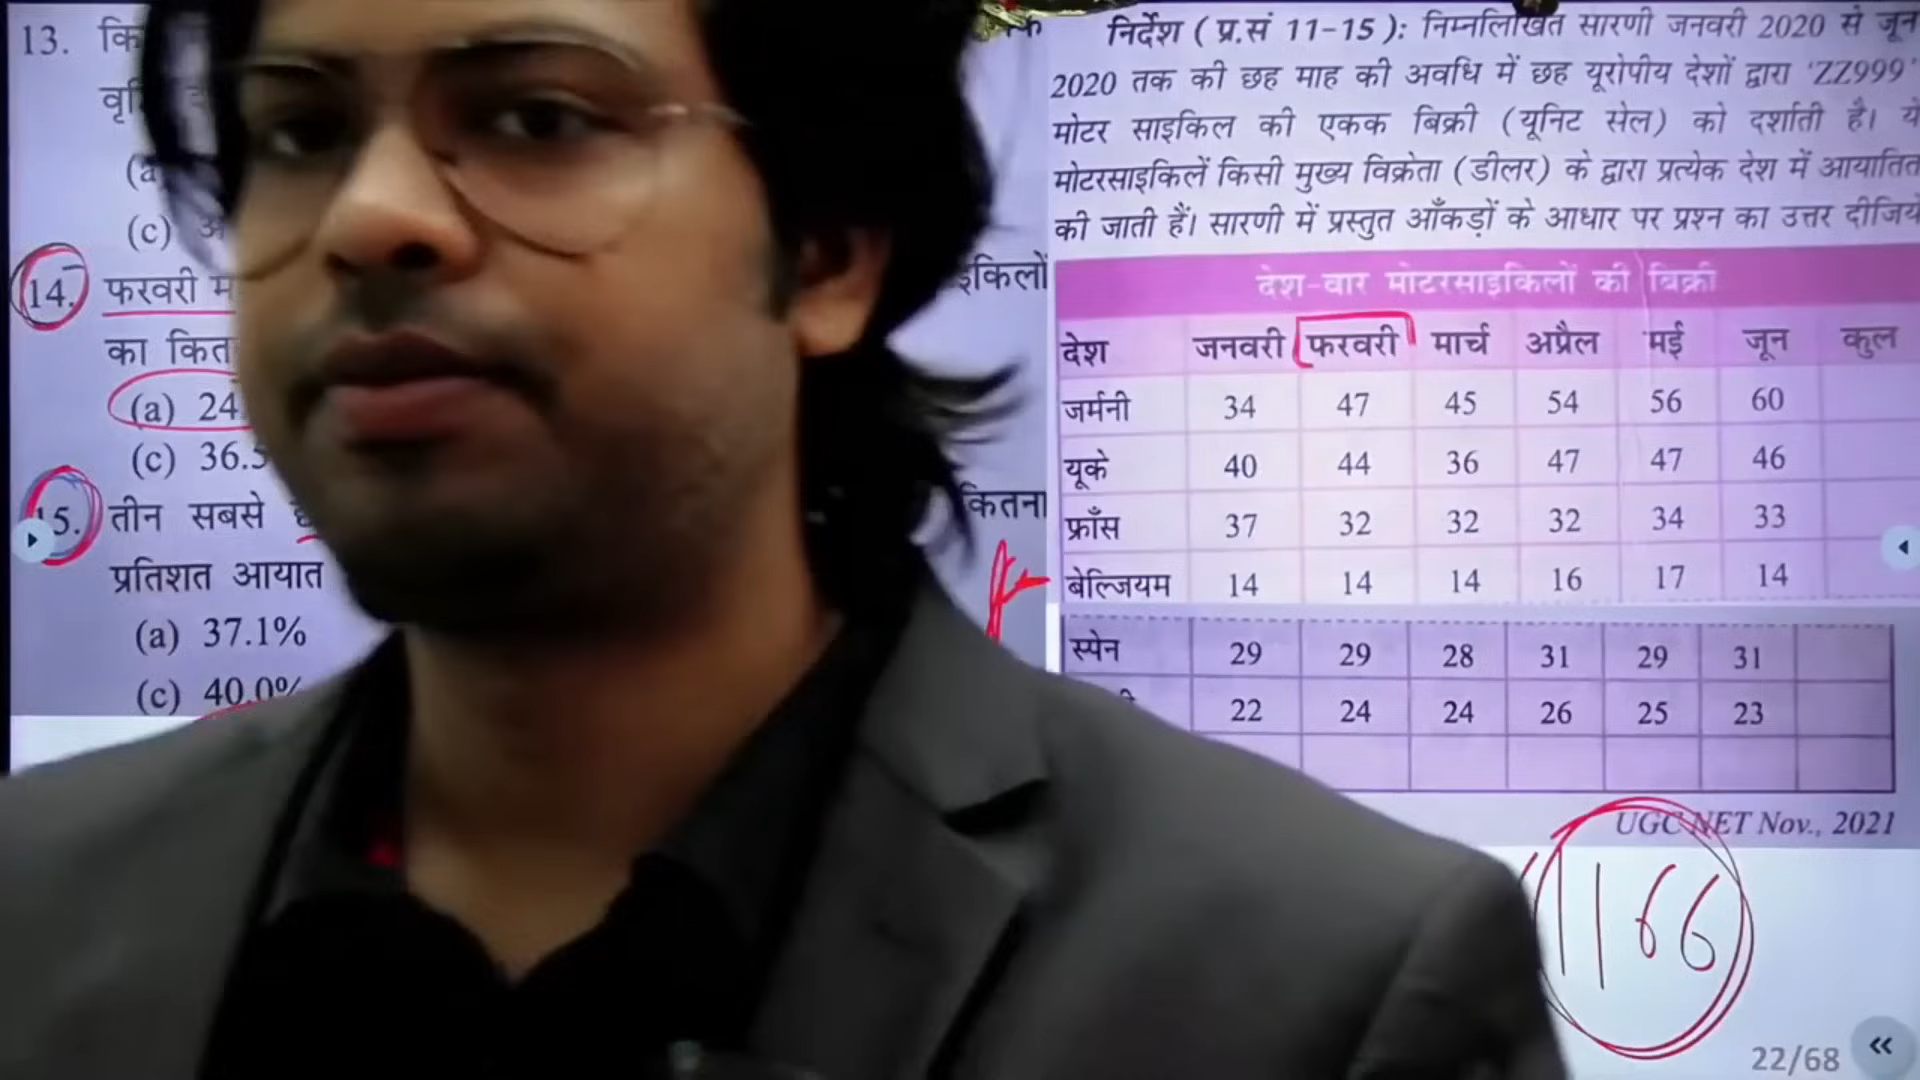 13.
(a
(c)
14. फरवरी
का
(a) 24
(c) 36.5
15. तीन सबसे
प्रतिशत आयात
(a) 37.1%
(c) 40.0%
कितना
निर्देश ( प्र.सं 11-15 ): निम्नलिखित सारणी जनवरी 2020 से जून
2020 तक की छह माह की अवधि में छह यूरोपीय देशों द्वारा 'ZZ999'
मोटर साइकिल की एकक बिक्री (यूनिट सेल) को दर्शाती है। ये
मोटरसाइकिलें किसी मुख्य विक्रेता (डीलर) के द्वारा प्रत्येक देश में आयातित
की जाती हैं। सारणी में प्रस्तुत आँकड़ों के आधार पर प्रश्न का उत्तर दीजिये
देश-वार मोटरसाइकिलों की बिक्री
देश जनवरी फरवरी मार्च अप्रैल मई जून कुल
जर्मनी 34 47 45 54 56 60
यूके 40 44 36 47 47 46
फ्राँस 37 32 32 32 34 33
बेल्जियम 14 14 14 16 17 14
स्पेन 29 29 28 31 29 31
22 24 24 26 25 23
UGC NET Nov., 2021
1166
22/68